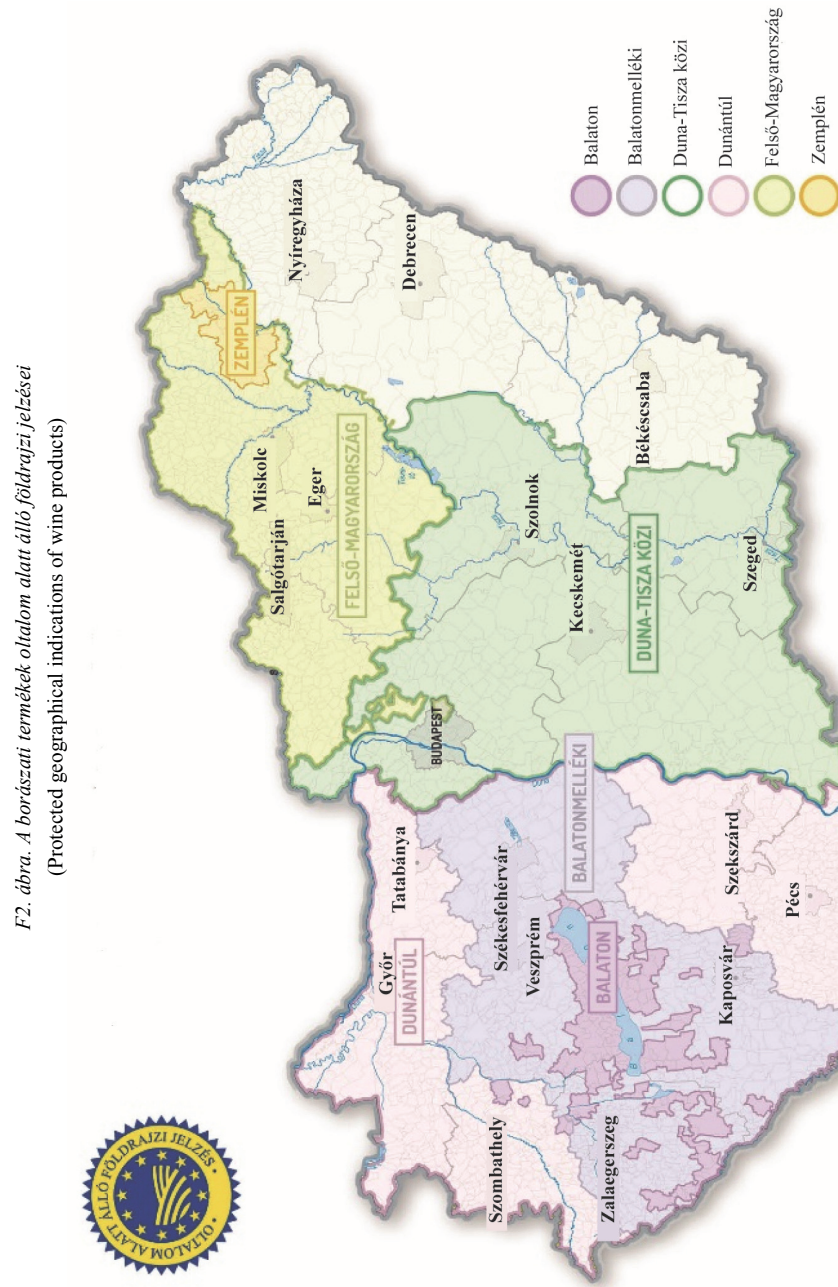 F2. ábra. A borászati termékek oltalom alatt álló földrajzi jelzései
(Protected geographical indications of wine products)
• OLTALOM ALATT ÁLLÓ FÖLDRAJZI JELZÉS •
Győr
Tatabánya
DUNÁNTÚL
Szombathely
Székesfehérvár
Veszprém
BALATONMELLÉKI
BALATON
Zalaegerszeg
Kaposvár
Szekszárd
Pécs
Salgótarján
Miskolc
Eger
FELSŐ-MAGYARORSZÁG
ZEMPLÉN
Nyíregyháza
Debrecen
BUDAPEST
Szolnok
Kecskemét
DUNA-TISZA KÖZI
Szeged
Békéscsaba
Tisza
Balaton
Balatonmelléki
Duna-Tisza közi
Dunántúl
Felső-Magyarország
Zemplén